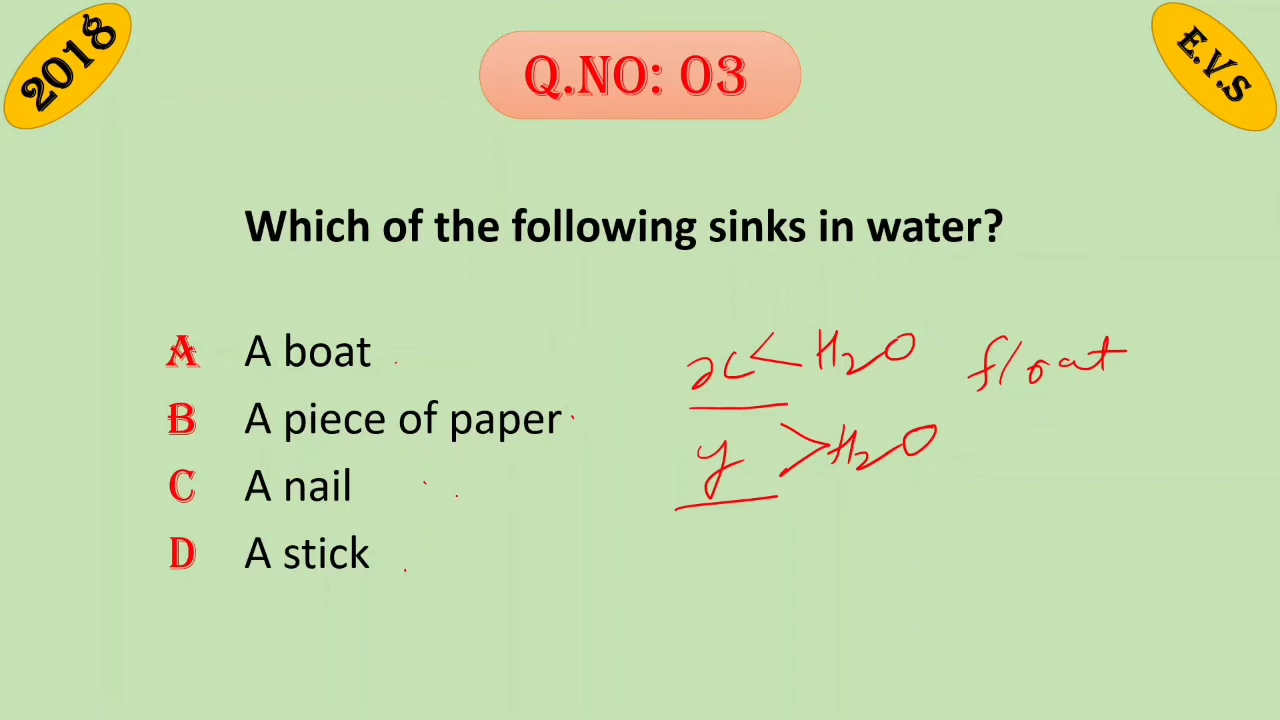 2018
Q.NO: 03
E.V.S
Which of the following sinks in water?
A A boat
B A piece of paper
C A nail
D A stick
x < H2O float
y > H2O